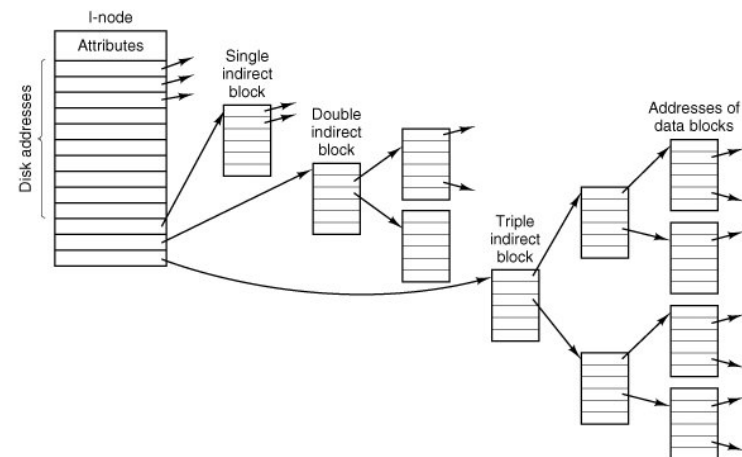 I-node
Attributes
Disk addresses
Single
indirect
block
Double
indirect
block
Triple
indirect
block
Addresses of
data blocks